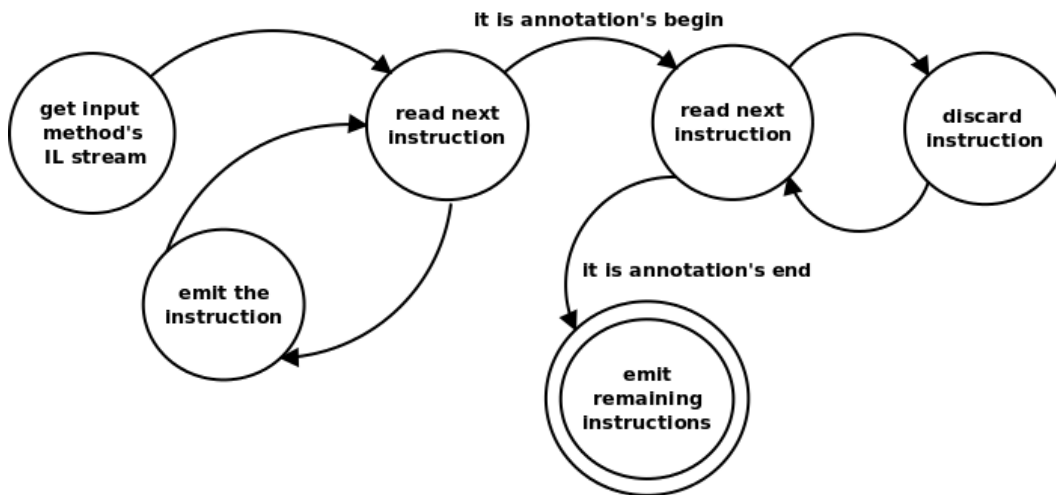 it is annotation's begin
get input
method's
IL stream
read next
instruction
read next
instruction
discard
instruction
emit the
instruction
it is annotation's end
emit
remaining
instructions